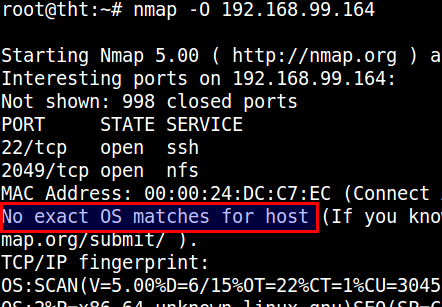 root@tht:~# nmap -O 192.168.99.164
Starting Nmap 5.00 ( http://nmap.org ) a
Interesting ports on 192.168.99.164:
Not shown: 998 closed ports
PORT     STATE SERVICE
22/tcp   open  ssh
2049/tcp open  nfs
MAC Address: 00:00:24:DC:C7:EC (Connect
No exact OS matches for host (If you kno
map.org/submit/ ).
TCP/IP fingerprint:
OS:SCAN(V=5.00%D=6/15%OT=22%CT=1%CU=3045